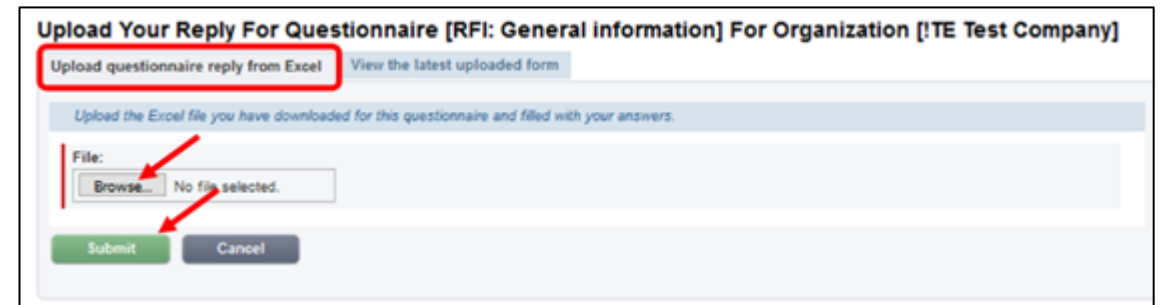 Upload Your Reply For Questionnaire [RFI: General information] For Organization [!TE Test Company]
Upload questionnaire reply from Excel View the latest uploaded form
Upload the Excel file you have downloaded for this questionnaire and filled with your answers.
File:
Browse... No file selected.
Submit Cancel